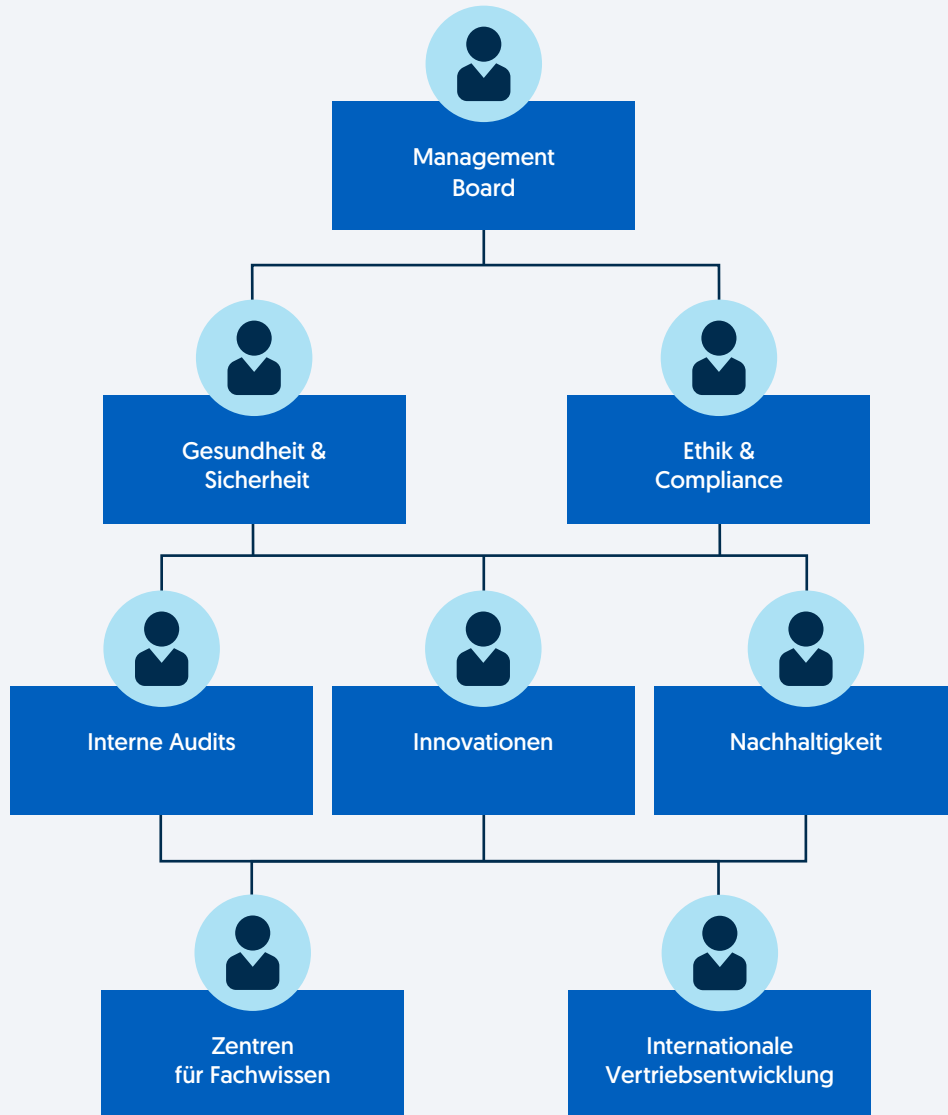 Management
Board
Gesundheit &
Sicherheit
Ethik &
Compliance
Interne Audits
Innovationen
Nachhaltigkeit
Zentren
für Fachwissen
Internationale
Vertriebsentwicklung